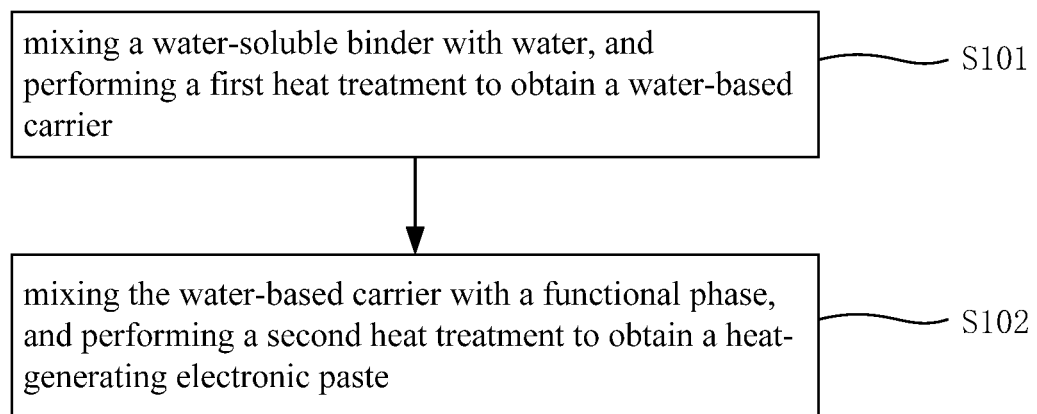 mixing a water-soluble binder with water, and
performing a first heat treatment to obtain a water-based
carrier
S101
mixing the water-based carrier with a functional phase,
and performing a second heat treatment to obtain a heat-
generating electronic paste
S102